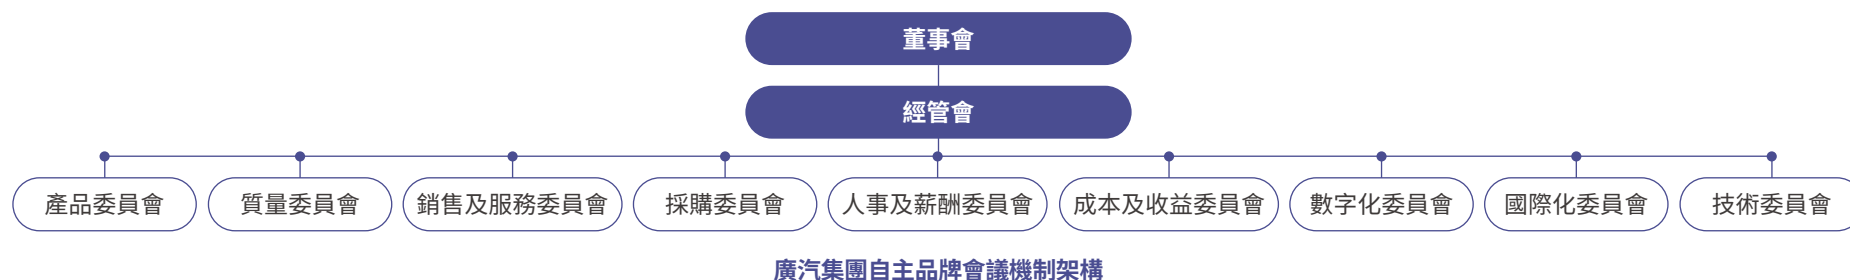 董事會
經管會
產品委員會
質量委員會
銷售及服務委員會
採購委員會
人事及薪酬委員會
成本及收益委員會
數字化委員會
國際化委員會
技術委員會
廣汽集團自主品牌會議機制架構